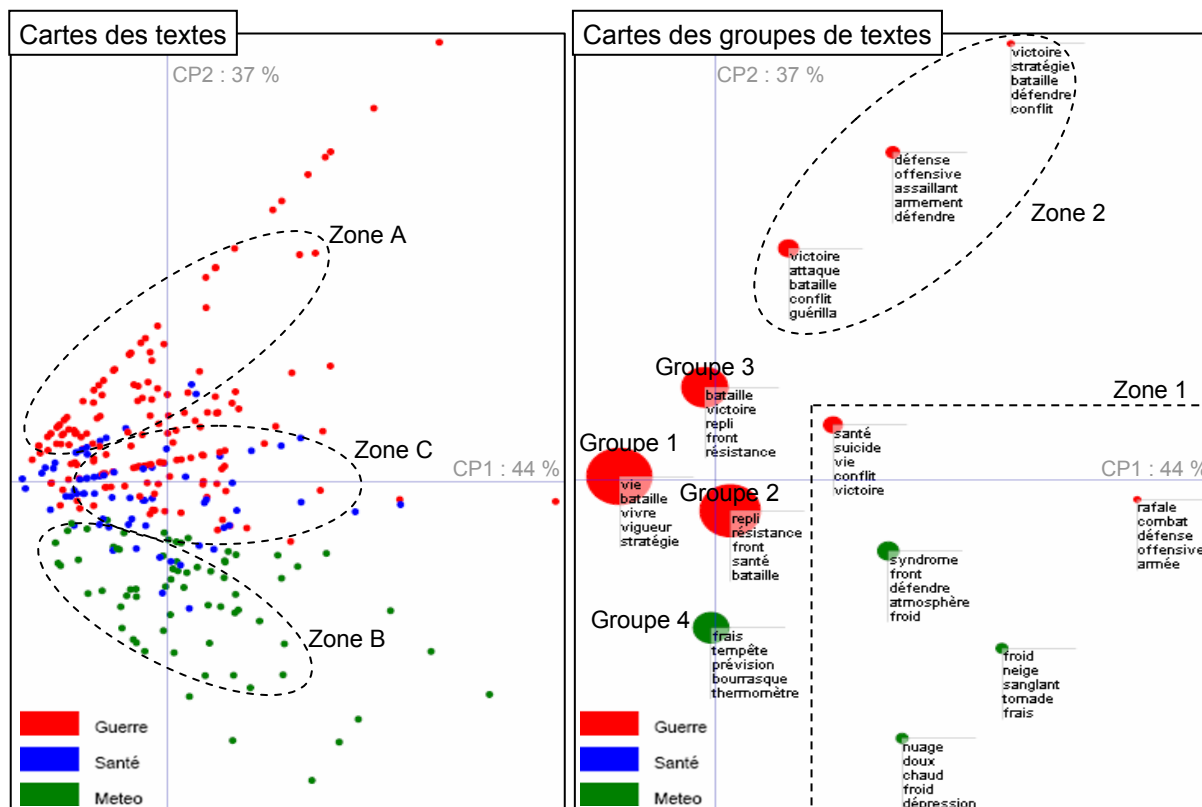 Cartes des textes
CP2 : 37 %
Zone A
Zone C
CP1 : 44 %
Zone B
Guerre
Santé
Meteo
Cartes des groupes de textes
CP2 : 37 %
victoire
stratégie
bataille
défendre
conflit
défense
offensive
assaillant
armement
défendre
Zone 2
victoire
attaque
bataille
conflit
guérilla
Groupe 3
bataille
victoire
repli
front
résistance
Zone 1
Groupe 1
vie
bataille
vivre
vigueur
stratégie
Groupe 2
repli
résistance
front
santé
bataille
santé
suicide
vie
conflit
victoire
CP1 : 44 %
rafale
combat
défense
offensive
armée
syndrome
front
défendre
atmosphère
froid
Groupe 4
frais
tempête
prévision
bourrasque
thermomètre
froid
neige
sanglant
tornade
frais
nuage
doux
chaud
froid
dépression
Guerre
Santé
Meteo